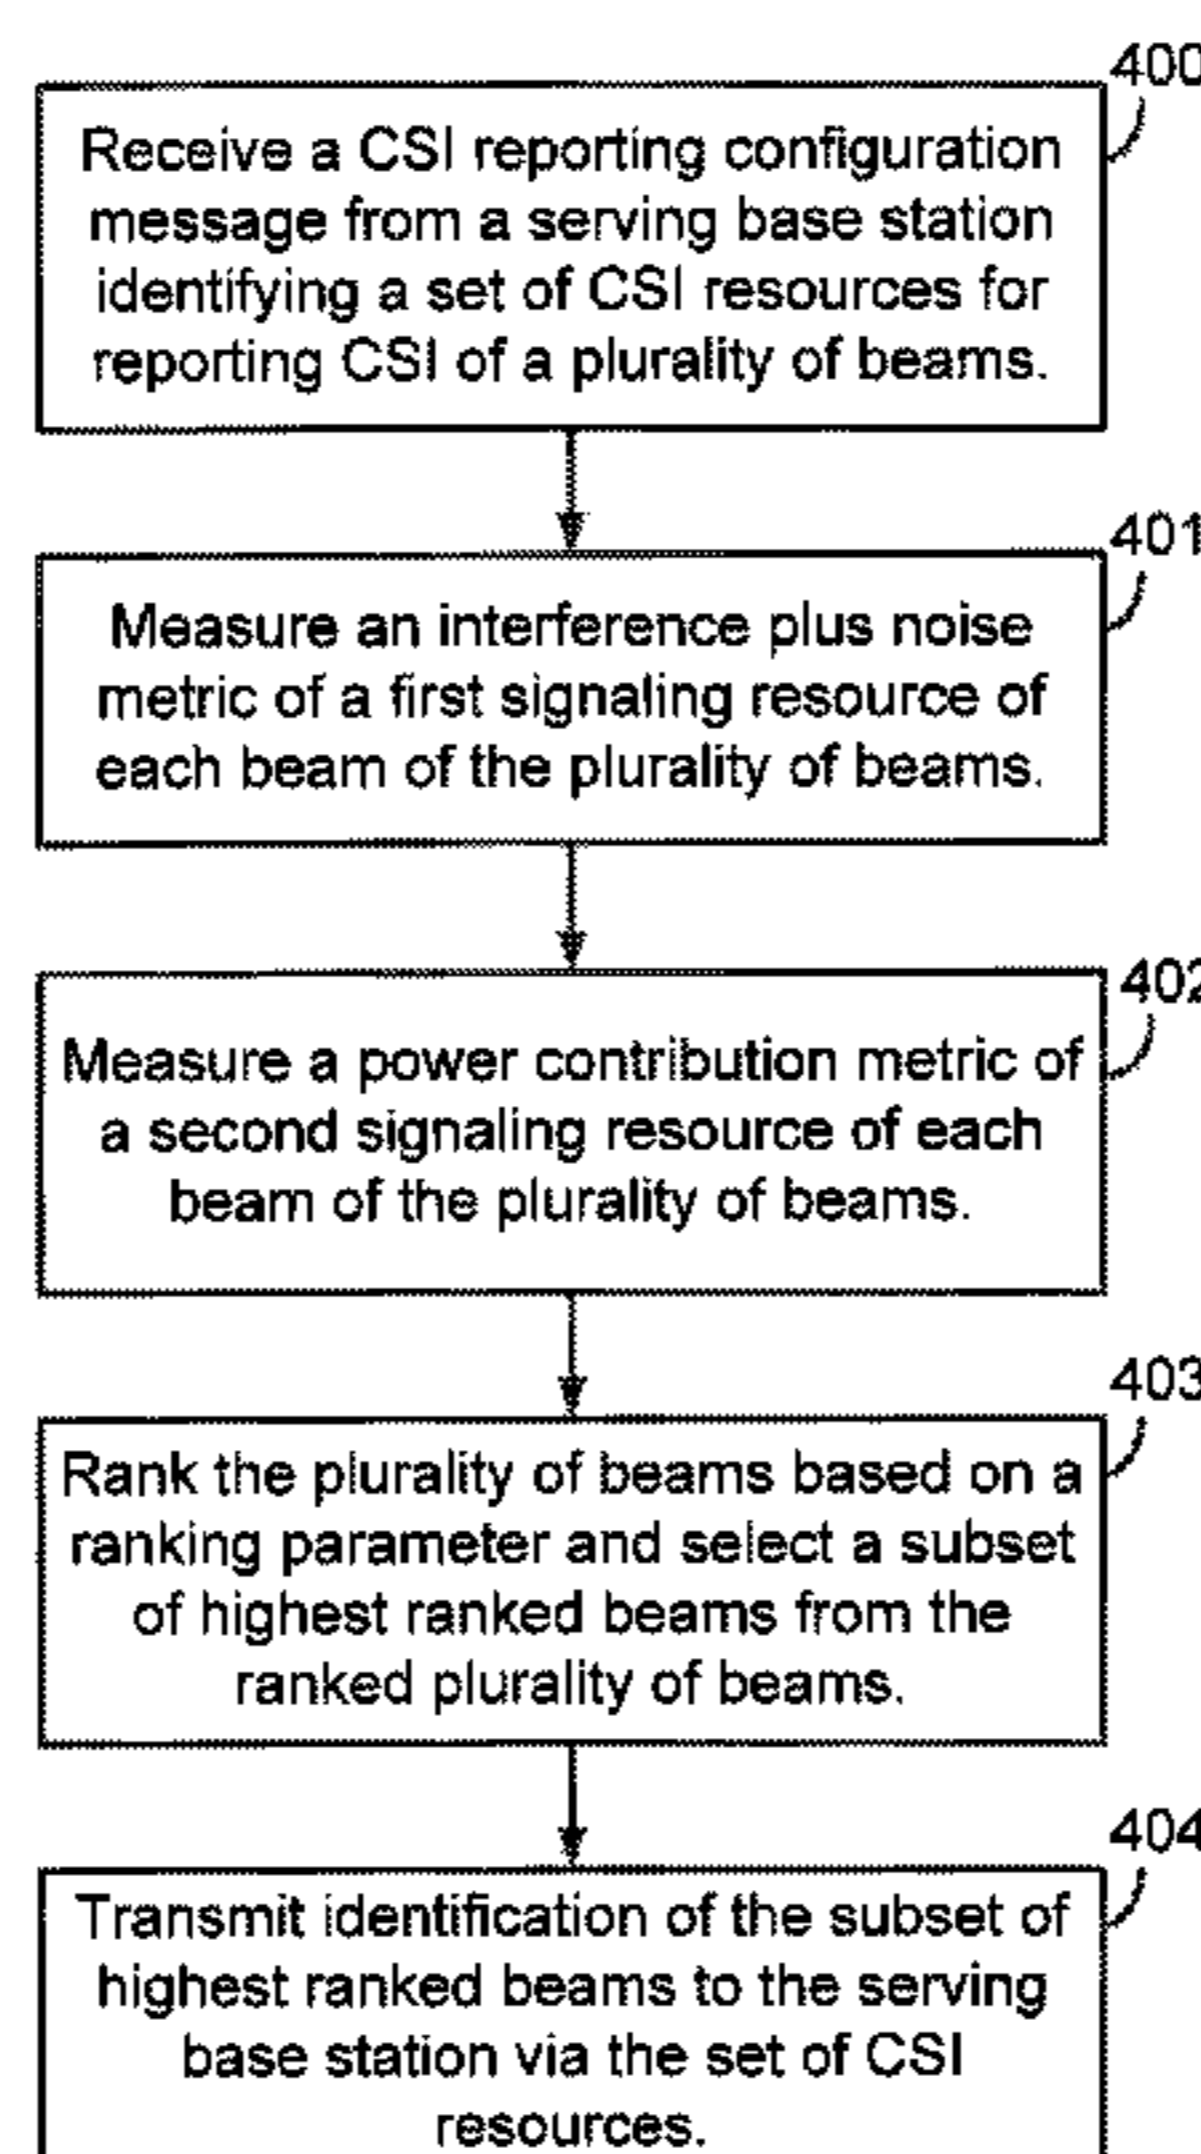 400
Receive a CSI reporting configuration
message from a serving base station
identifying a set of CSI resources for
reporting CSI of a plurality of beams.
401
Measure an interference plus noise
metric of a first signaling resource of
each beam of the plurality of beams.
402
Measure a power contribution metric of
a second signaling resource of each
beam of the plurality of beams.
403
Rank the plurality of beams based on a
ranking parameter and select a subset
of highest ranked beams from the
ranked plurality of beams.
404
Transmit identification of the subset of
highest ranked beams to the serving
base station via the set of CSI
resources.